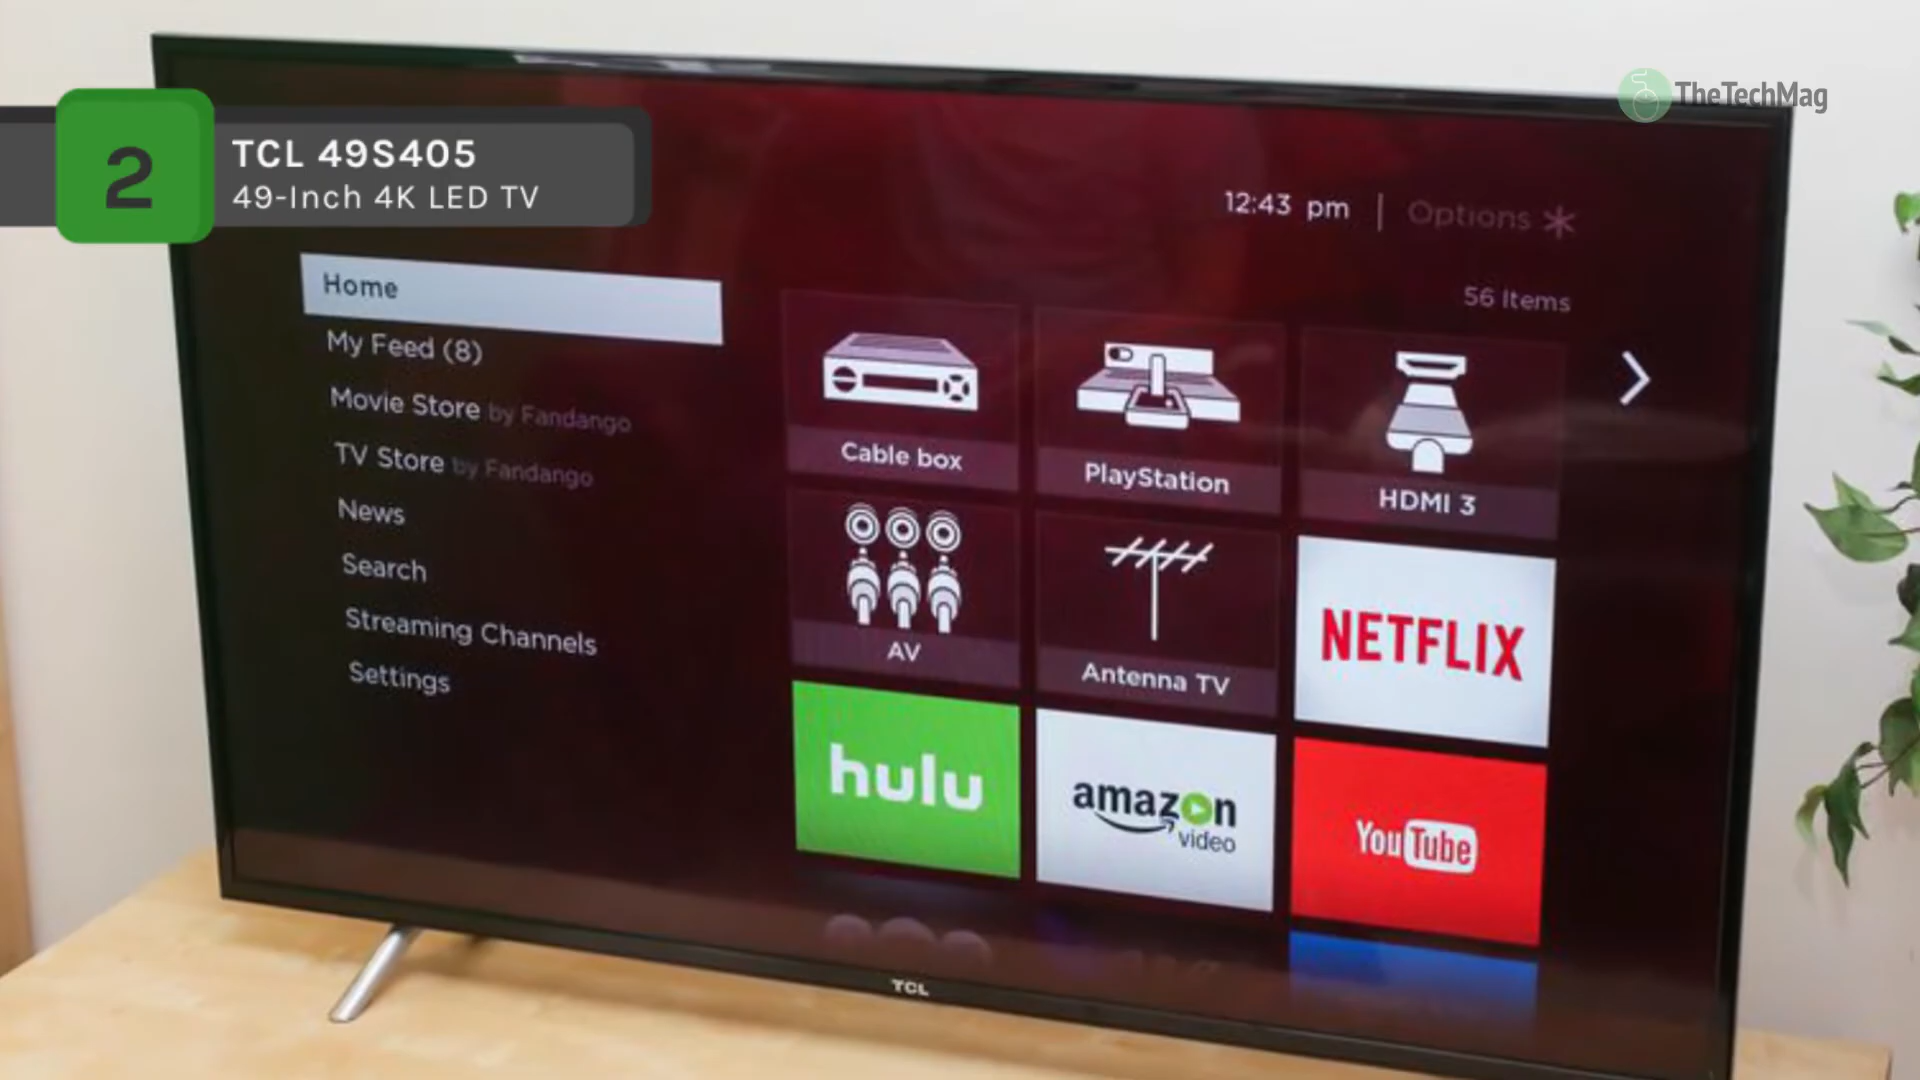 TheTechMag
2
TCL 49S405
49-Inch 4K LED TV
12:43 pm | Options
56 Items
Home
My Feed (8)
Movie Store by Fandango
TV Store by Fandango
News
Search
Streaming Channels
Settings
Cable box
PlayStation
HDMI 3
AV
Antenna TV
NETFLIX
hulu
amazon
video
YouTube
TCL